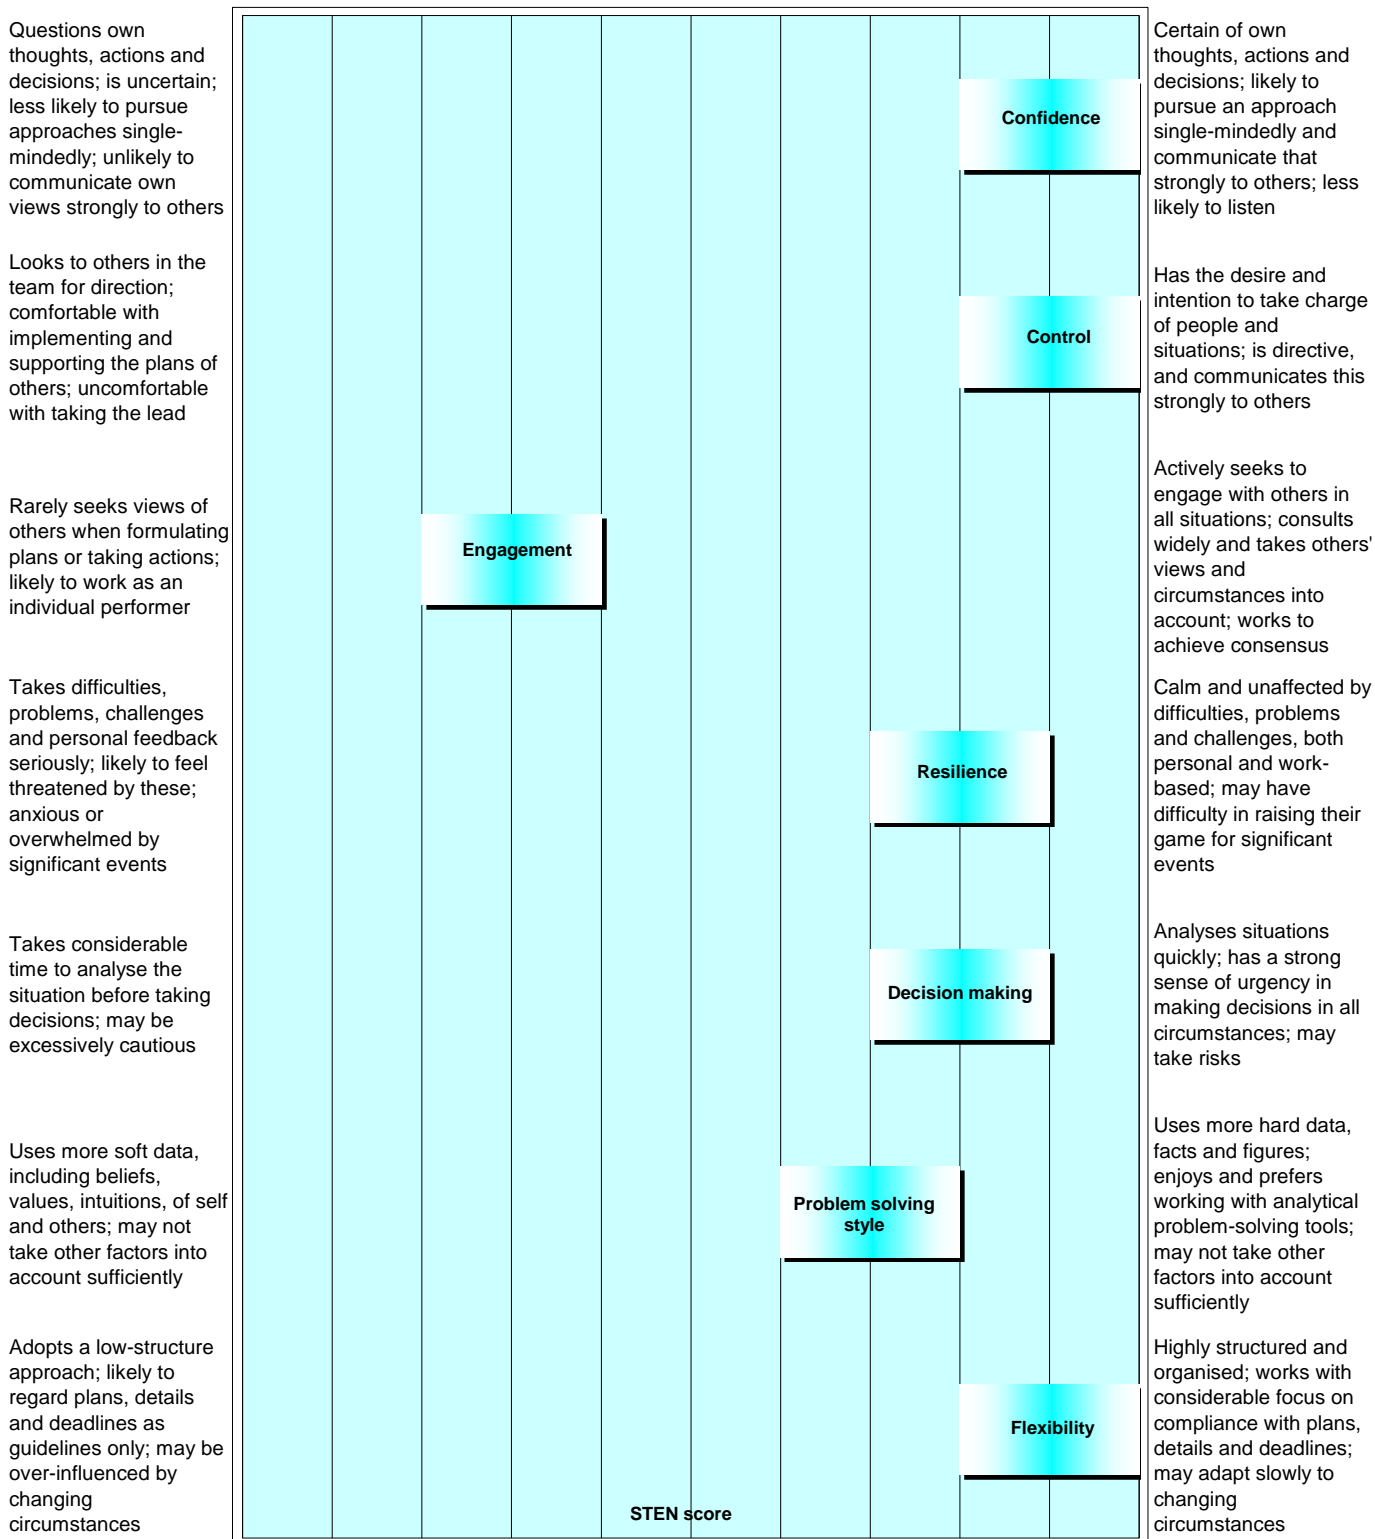 Questions own
thoughts, actions and
decisions; is uncertain;
less likely to pursue
approaches single-
mindedly; unlikely to
communicate own
views strongly to others
Confidence
Certain of own
thoughts, actions and
decisions; likely to
pursue an approach
single-mindedly and
communicate that
strongly to others; less
likely to listen
Looks to others in the
team for direction;
comfortable with
implementing and
supporting the plans of
others; uncomfortable
with taking the lead
Control
Has the desire and
intention to take charge
of people and
situations; is directive,
and communicates this
strongly to others
Rarely seeks views of
others when formulating
plans or taking actions;
likely to work as an
individual performer
Engagement
Actively seeks to
engage with others in
all situations; consults
widely and takes others'
views and
circumstances into
account; works to
achieve consensus
Takes difficulties,
problems, challenges
and personal feedback
seriously; likely to feel
threatened by these;
anxious or
overwhelmed by
significant events
Resilience
Calm and unaffected by
difficulties, problems
and challenges, both
personal and work-
based; may have
difficulty in raising their
game for significant
events
Takes considerable
time to analyse the
situation before taking
decisions; may be
excessively cautious
Decision making
Analyses situations
quickly; has a strong
sense of urgency in
making decisions in all
circumstances; may
take risks
Uses more soft data,
including beliefs,
values, intuitions, of self
and others; may not
take other factors into
account sufficiently
Problem solving
style
Uses more hard data,
facts and figures;
enjoys and prefers
working with analytical
problem-solving tools;
may not take other
factors into account
sufficiently
Adopts a low-structure
approach; likely to
regard plans, details
and deadlines as
guidelines only; may be
over-influenced by
changing
circumstances
Flexibility
Highly structured and
organised; works with
considerable focus on
compliance with plans,
details and deadlines;
may adapt slowly to
changing
circumstances
STEN score